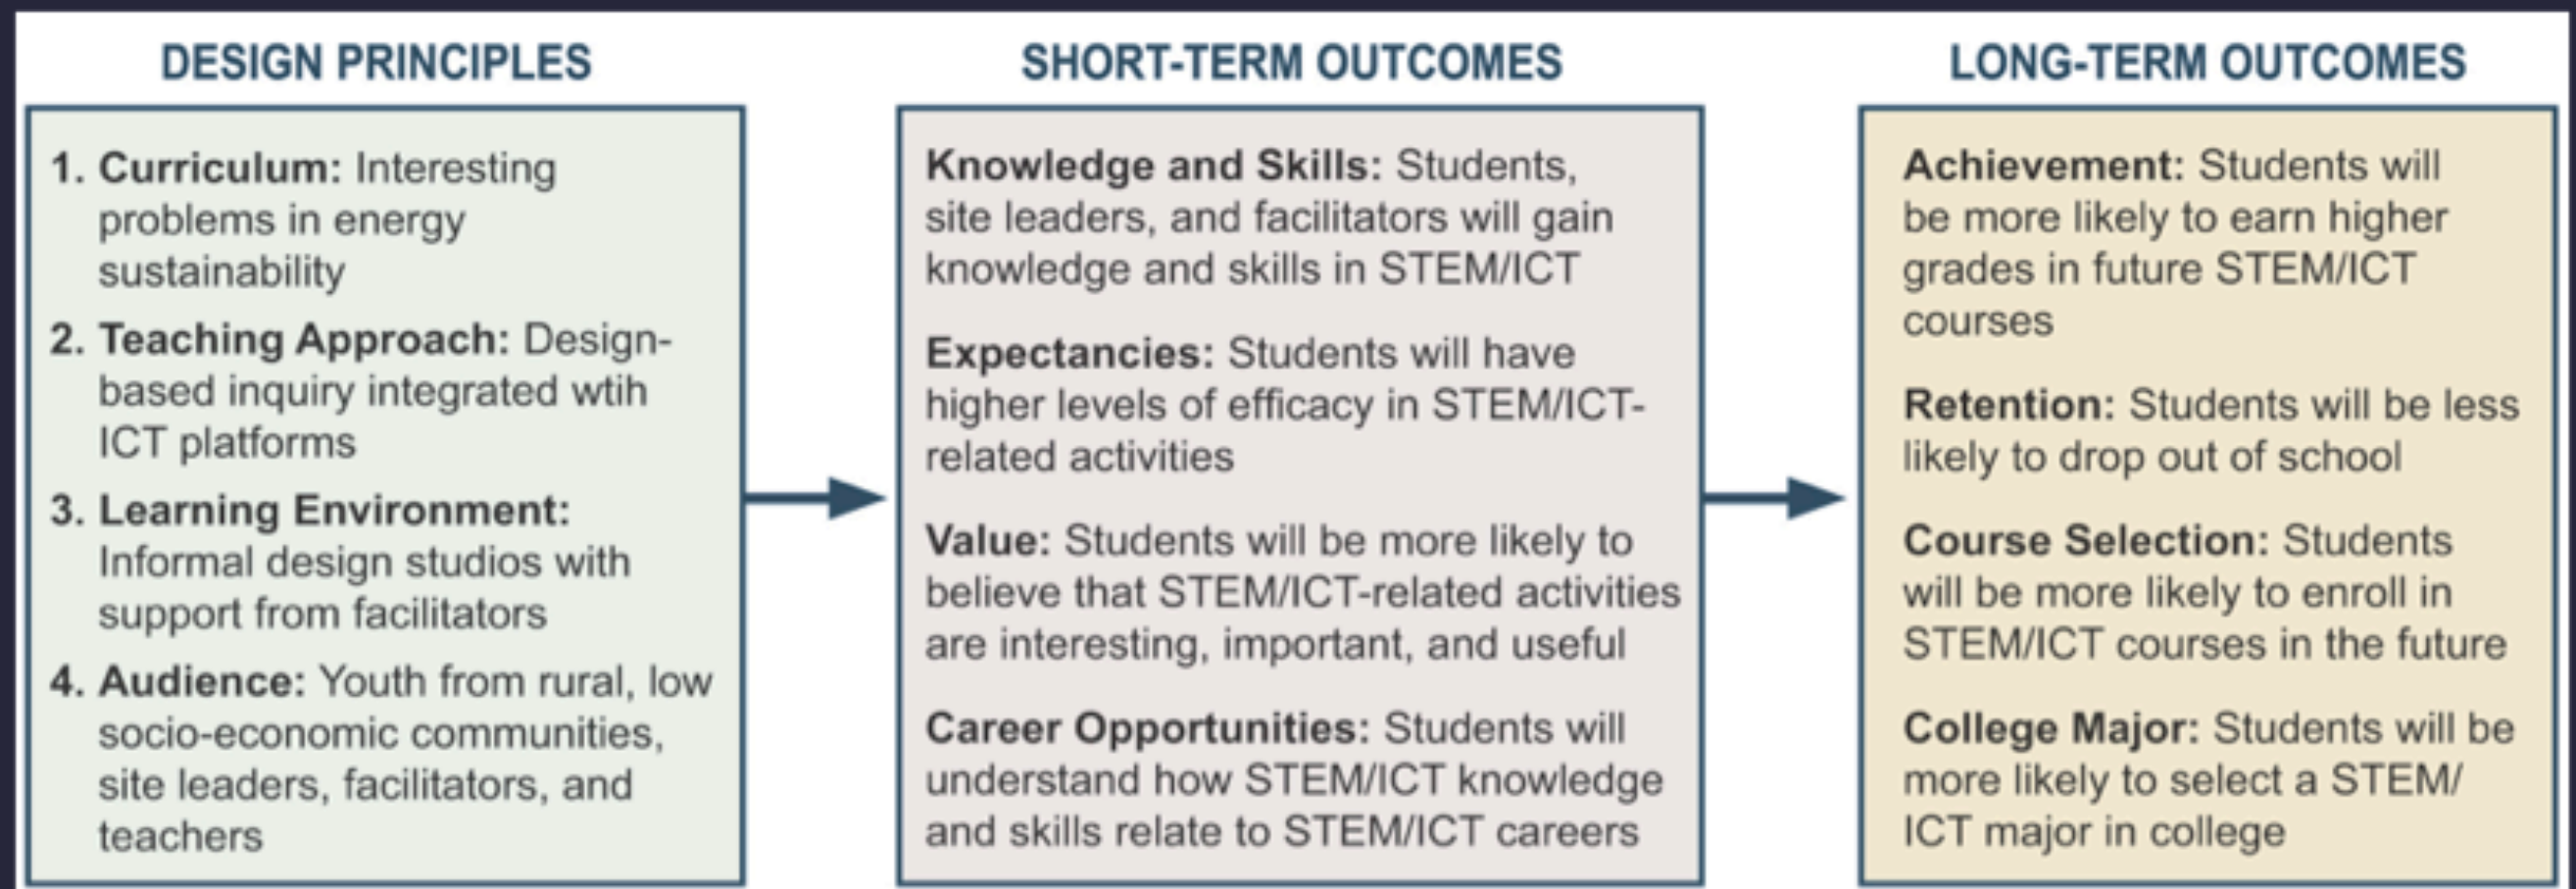 DESIGN PRINCIPLES
1. Curriculum: Interesting
problems in energy
sustainability
2. Teaching Approach: Design-
based inquiry integrated wtih
ICT platforms
3. Learning Environment:
Informal design studios with
support from facilitators
4. Audience: Youth from rural, low
socio-economic communities,
site leaders, facilitators, and
teachers
SHORT-TERM OUTCOMES
Knowledge and Skills: Students,
site leaders, and facilitators will gain
knowledge and skills in STEM/ICT
Expectancies: Students will have
higher levels of efficacy in STEM/ICT-
related activities
Value: Students will be more likely to
believe that STEM/ICT-related activities
are interesting, important, and useful
Career Opportunities: Students will
understand how STEM/ICT knowledge
and skills relate to STEM/ICT careers
LONG-TERM OUTCOMES
Achievement: Students will
be more likely to earn higher
grades in future STEM/ICT
courses
Retention: Students will be less
likely to drop out of school
Course Selection: Students
will be more likely to enroll in
STEM/ICT courses in the future
College Major: Students will be
more likely to select a STEM/
ICT major in college